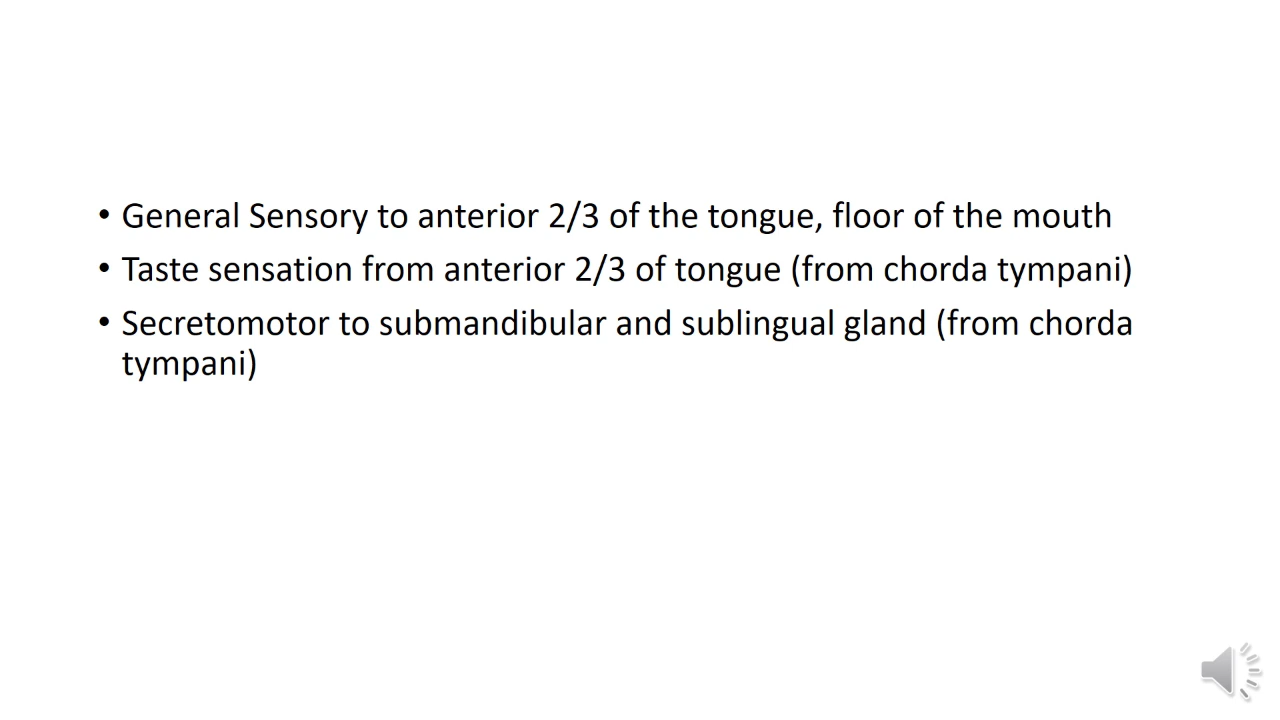 • General Sensory to anterior 2/3 of the tongue, floor of the mouth
• Taste sensation from anterior 2/3 of tongue (from chorda tympani)
• Secretomotor to submandibular and sublingual gland (from chorda
tympani)